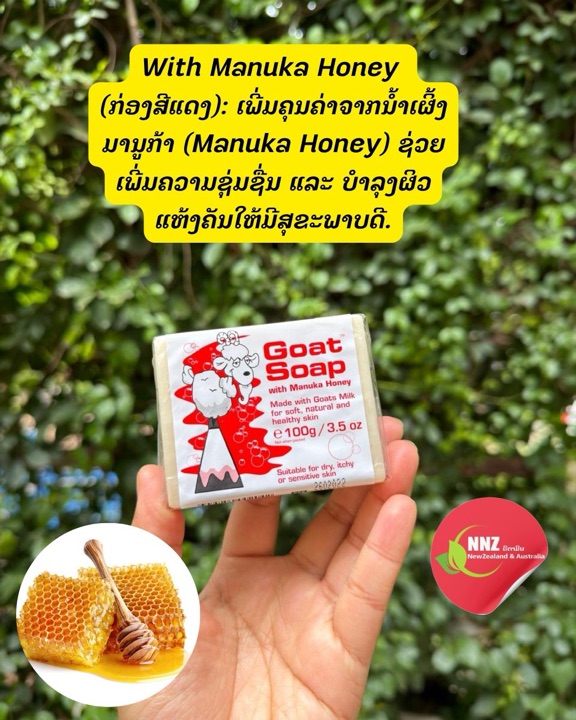 With Manuka Honey
(ກ່ອງສີແດງ): ເພີ່ມຄຸນຄ່າຈາກນ້ຳເຜິ້ງ
ມານູກ້າ (Manuka Honey) ຊ່ວຍ
ເພີ່ມຄວາມຊຸ່ມຊື່ນ ແລະ ບຳລຸງຜິວ
ແຫ້ງຄັນໃຫ້ມີສຸຂະພາບດີ.
Goat
Soap
with Manuka Honey
Made with Goats Milk
for soft, natural and
healthy skin
℮ 100g / 3.5 oz
Suitable for dry, itchy
or sensitive skin
NNZ
NewZealand & Australia